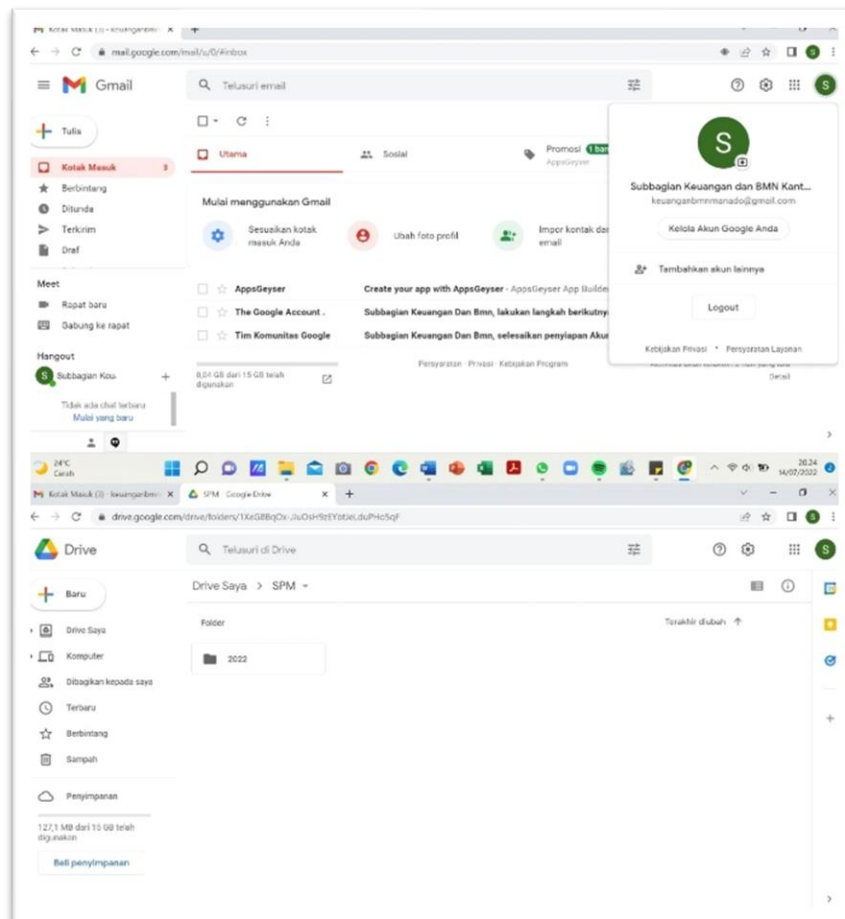 Kotak Masuk (3) - keuanganbmn
mail.google.com/mail/u/0/#inbox
Gmail
Telusuri email
Tulis
Kotak Masuk 3
Berbintang
Ditunda
Terkirim
Draf
Meet
Rapat baru
Gabung ke rapat
Hangout
Subbagian Keu
Tidak ada chat terbaru
Mulai yang baru
Utama
Sosial
Promosi
AppsGeyser
Mulai menggunakan Gmail
Sesuaikan kotak
masuk Anda
Ubah foto profil
Impor kontak dan
email
AppsGeyser Create your app with AppsGeyser - AppsGeyser App Builder
The Google Account . Subbagian Keuangan Dan Bmn, lakukan langkah berikutny
Tim Komunitas Google Subbagian Keuangan Dan Bmn, selesaikan penyiapan Akun
0,04 GB dari 15 GB telah
digunakan
Persyaratan · Privasi · Kebijakan Program
Detail
S
Subbagian Keuangan dan BMN Kant...
keuanganbmnmanado@gmail.com
Kelola Akun Google Anda
Tambahkan akun lainnya
Logout
Kebijakan Privasi • Persyaratan Layanan
24°C
Cerah
20.24
14/07/2022
Kotak Masuk (3) - keuanganbmn
SPM - Google Drive
drive.google.com/drive/folders/
Drive
Telusuri di Drive
Baru
Drive Saya
Komputer
Dibagikan kepada saya
Terbaru
Berbintang
Sampah
Penyimpanan
127,1 MB dari 15 GB telah
digunakan
Beli penyimpanan
Drive Saya > SPM
Folder
Terakhir diubah
2022